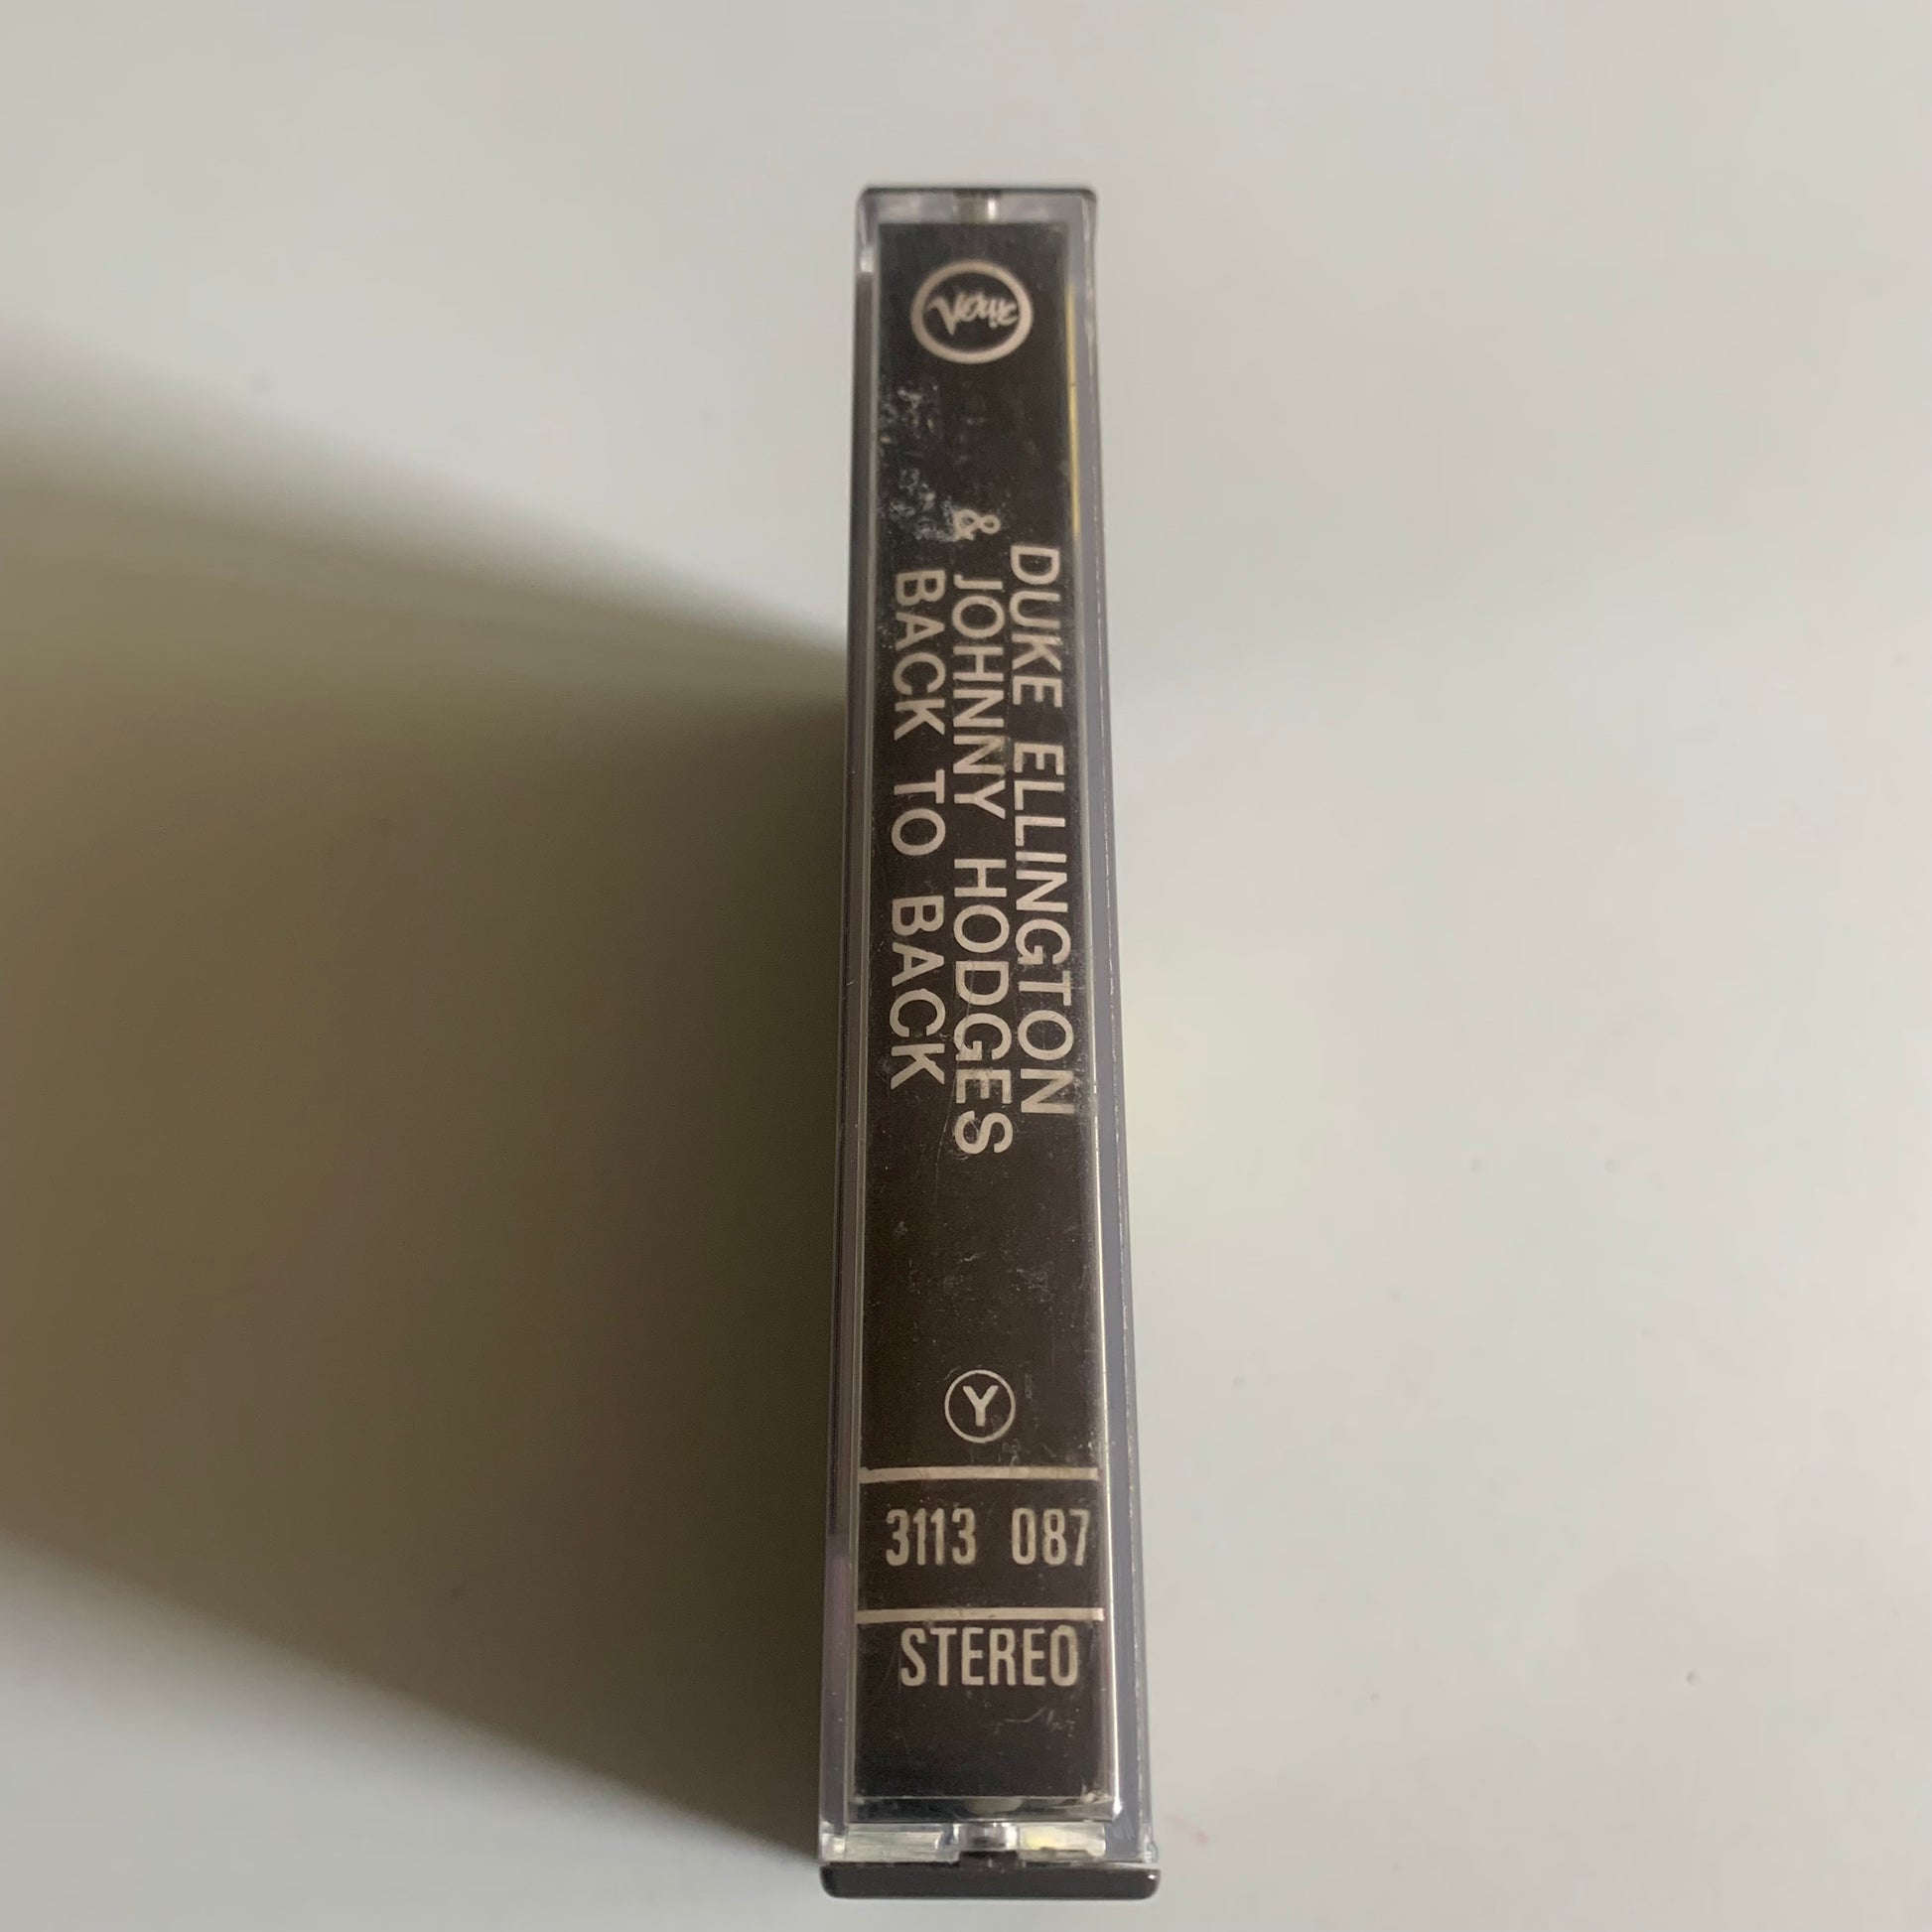 Verve
DUKE ELLINGTON
& JOHNNY HODGES
BACK TO BACK
Y
3113 087
STEREO